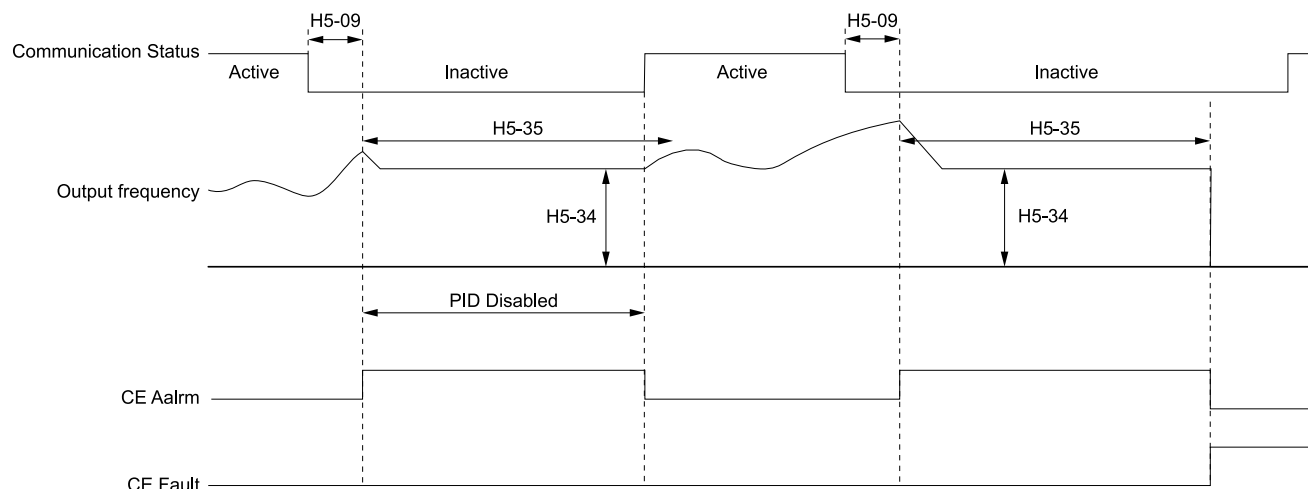 H5-09
H5-09
Communication Status
Active
Inactive
Active
Inactive
H5-35
H5-35
Output frequency
H5-34
H5-34
PID Disabled
CE Aalrm
CE Fault